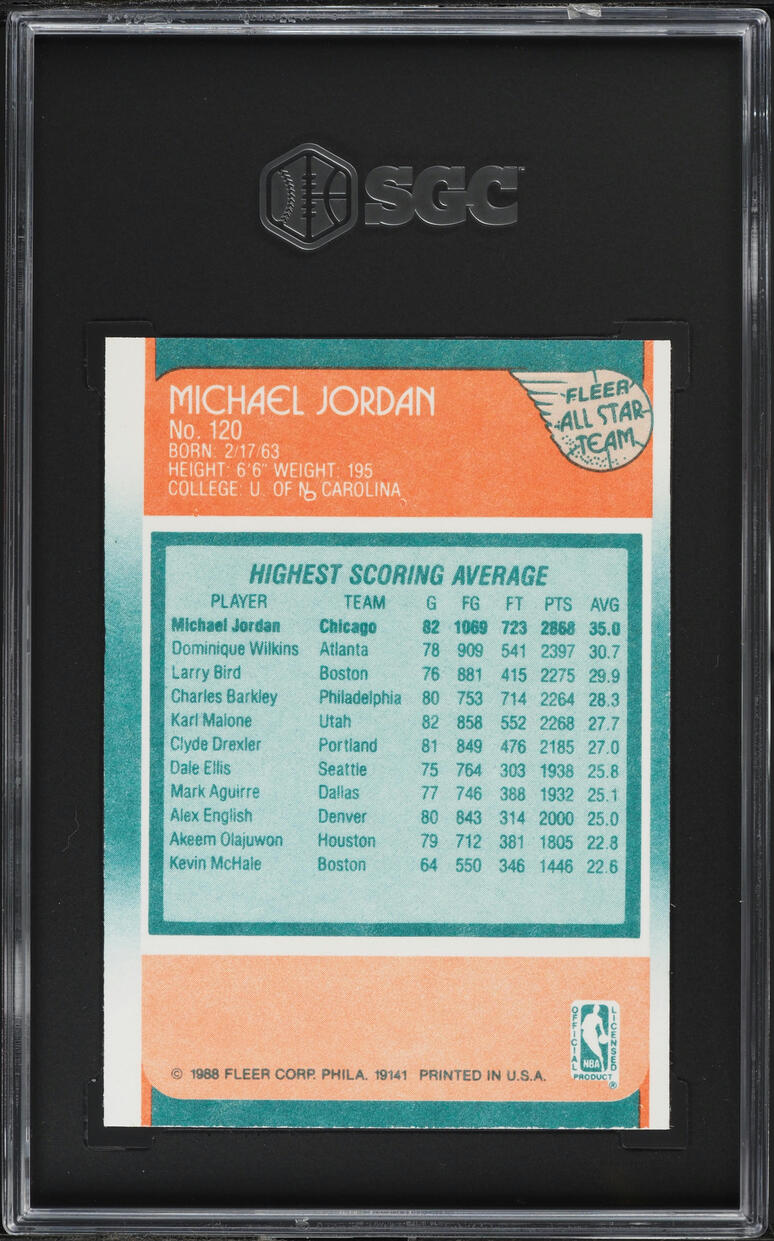 SGC
MICHAEL JORDAN
No. 120
BORN: 2/17/63
HEIGHT: 6'6" WEIGHT: 195
COLLEGE: U. OF No CAROLINA
FLEER
ALL STAR
TEAM
HIGHEST SCORING AVERAGE
PLAYER TEAM G FG FT PTS AVG
Michael Jordan Chicago 82 1069 723 2868 35.0
Dominique Wilkins Atlanta 78 909 541 2397 30.7
Larry Bird Boston 76 881 415 2275 29.9
Charles Barkley Philadelphia 80 753 714 2264 28.3
Karl Malone Utah 82 858 552 2268 27.7
Clyde Drexler Portland 81 849 476 2185 27.0
Dale Ellis Seattle 75 764 303 1938 25.8
Mark Aguirre Dallas 77 746 388 1932 25.1
Alex English Denver 80 843 314 2000 25.0
Akeem Olajuwon Houston 79 712 381 1805 22.8
Kevin McHale Boston 64 550 346 1446 22.6
OFFICIAL
LICENSED
NBA
PRODUCT ®
© 1988 FLEER CORP. PHILA. 19141 PRINTED IN U.S.A.